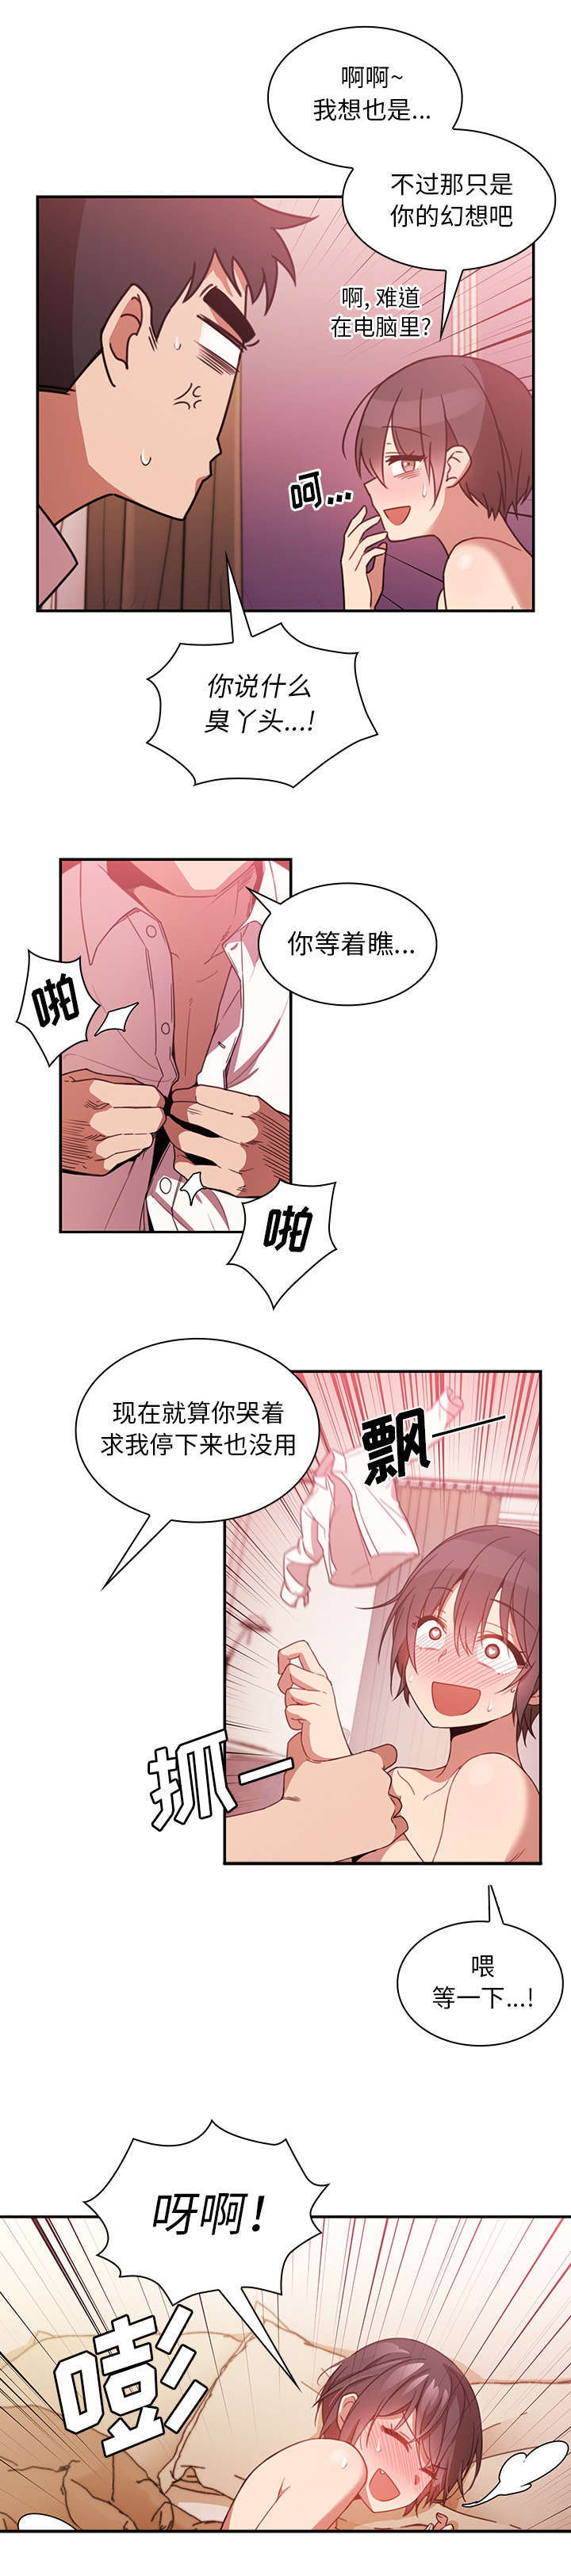 啊啊~
我想也是...
不过那只是
你的幻想吧
啊,难道
在电脑里?
呵...
你说什么
臭丫头...!
你等着瞧...
啪
啪
现在就算你哭着
求我停下来也没用
飘一
抓一
喂
等一下...!
呀啊!
嘭